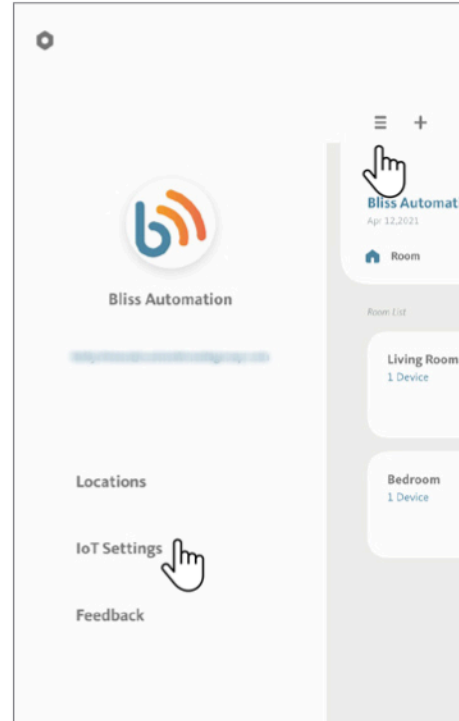 Bliss Automat
Apr 12,2021
Room
Bliss Automation
Room List
Living Room
1 Device
Bedroom
1 Device
Locations
IoT Settings
Feedback